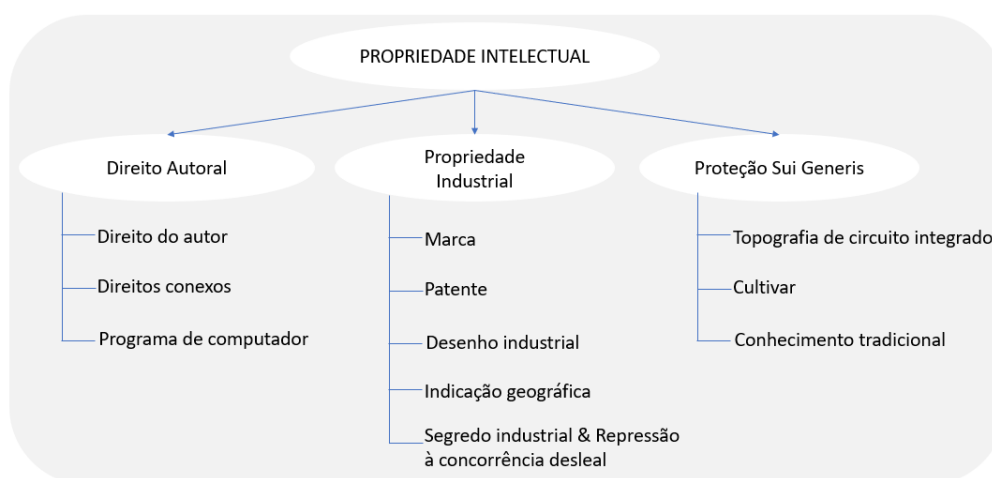 PROPRIEDADE INTELECTUAL
Direito Autoral
Direito do autor
Direitos conexos
Programa de computador
Propriedade
Industrial
Marca
Patente
Desenho industrial
Indicação geográfica
Segredo industrial & Repressão
à concorrência desleal
Proteção Sui Generis
Topografia de circuito integrado
Cultivar
Conhecimento tradicional